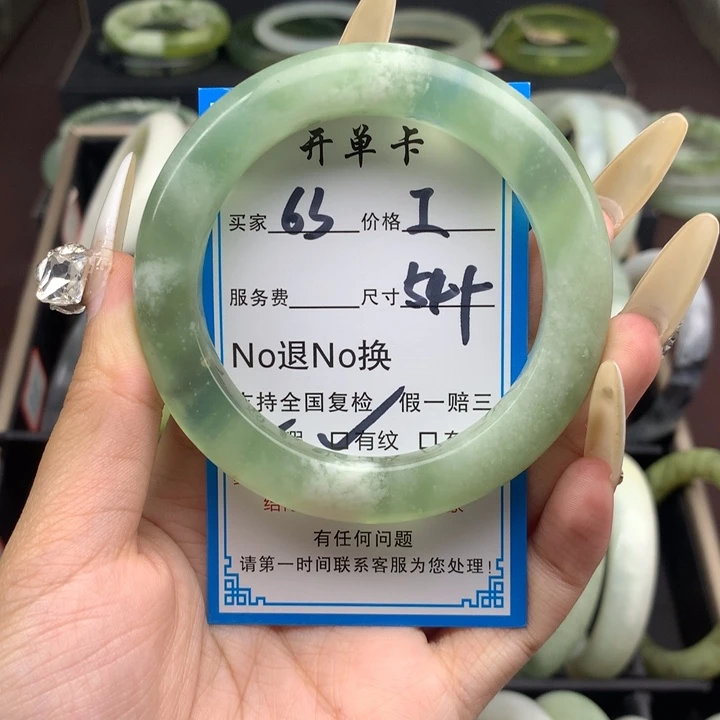 开单卡
买家 63 价格 工
服务费 尺寸 54+
No退No换
持全国复检 假一赔三
有纹
有任何问题
请第一时间联系客服为您处理!